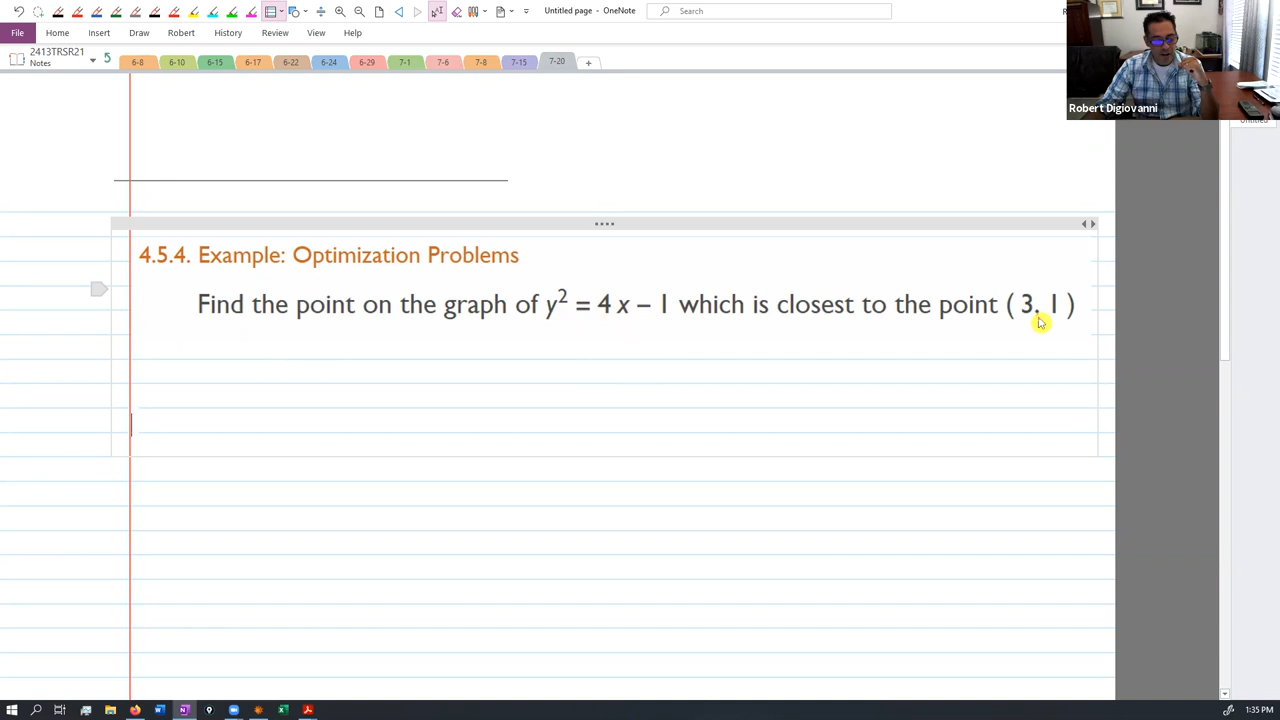 Untitled page - OneNote
Search
File
Home
Insert
Draw
Robert
History
Review
View
Help
2413TRSR21
Notes
5
6-8
6-10
6-15
6-17
6-22
6-24
6-29
7-1
7-6
7-8
7-15
7-20
Robert Digiovanni
Untitled
4.5.4. Example: Optimization Problems
Find the point on the graph of y² = 4 x – 1 which is closest to the point ( 3, 1 )
1:35 PM